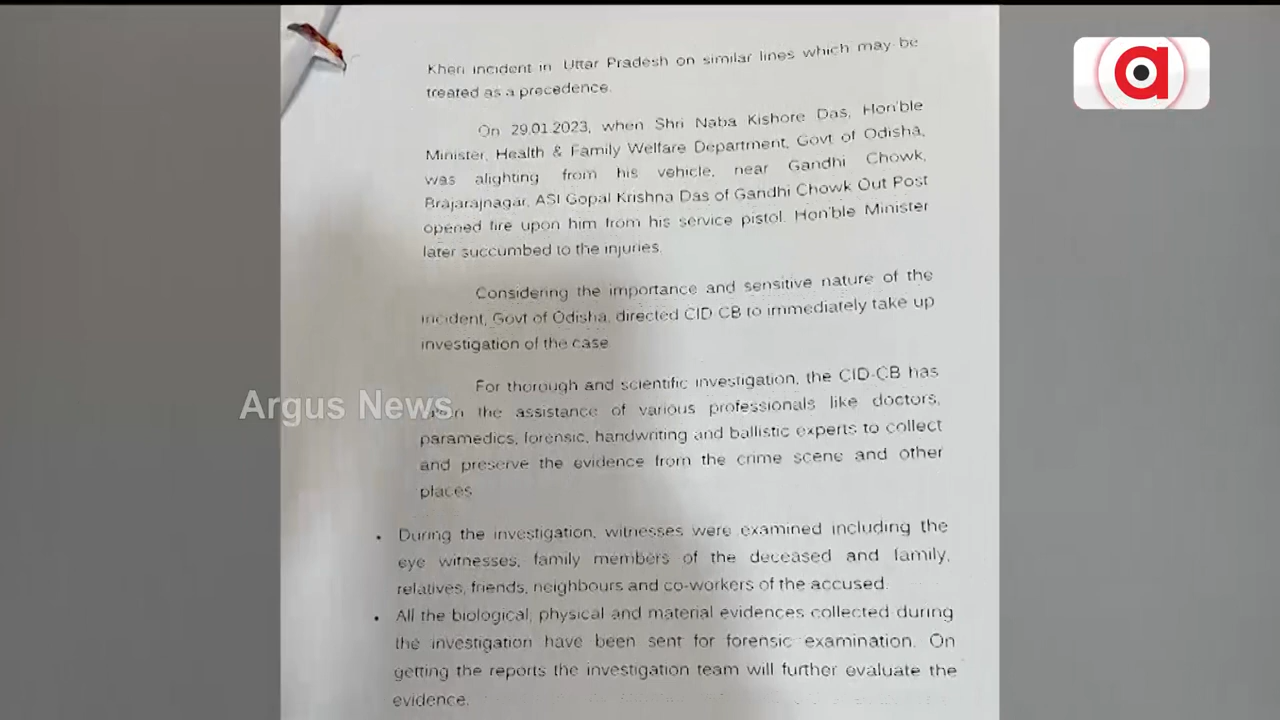 a
Kheri incident in Uttar Pradesh on similar lines which may be
treated as a precedence.
On 29.01.2023, when Shri Naba Kishore Das, Hon'ble
Minister, Health & Family Welfare Department, Govt of Odisha,
was alighting from his vehicle, near Gandhi Chowk,
Brajarajnagar, ASI Gopal Krishna Das of Gandhi Chowk Out Post
opened fire upon him from his service pistol. Hon'ble Minister
later succumbed to the injuries.
Considering the importance and sensitive nature of the
incident, Govt of Odisha, directed CID CB to immediately take up
investigation of the case
For thorough and scientific investigation, the CID-CB has
Argus News
the assistance of various professionals like doctors,
paramedics, forensic, handwriting and ballistic experts to collect
and preserve the evidence from the crime scene and other
places
• During the investigation, witnesses were examined including the
eye witnesses, family members of the deceased and family,
relatives, friends, neighbours and co-workers of the accused.
• All the biological, physical and material evidences collected during
the investigation have been sent for forensic examination. On
getting the reports the investigation team will further evaluate the
evidence.